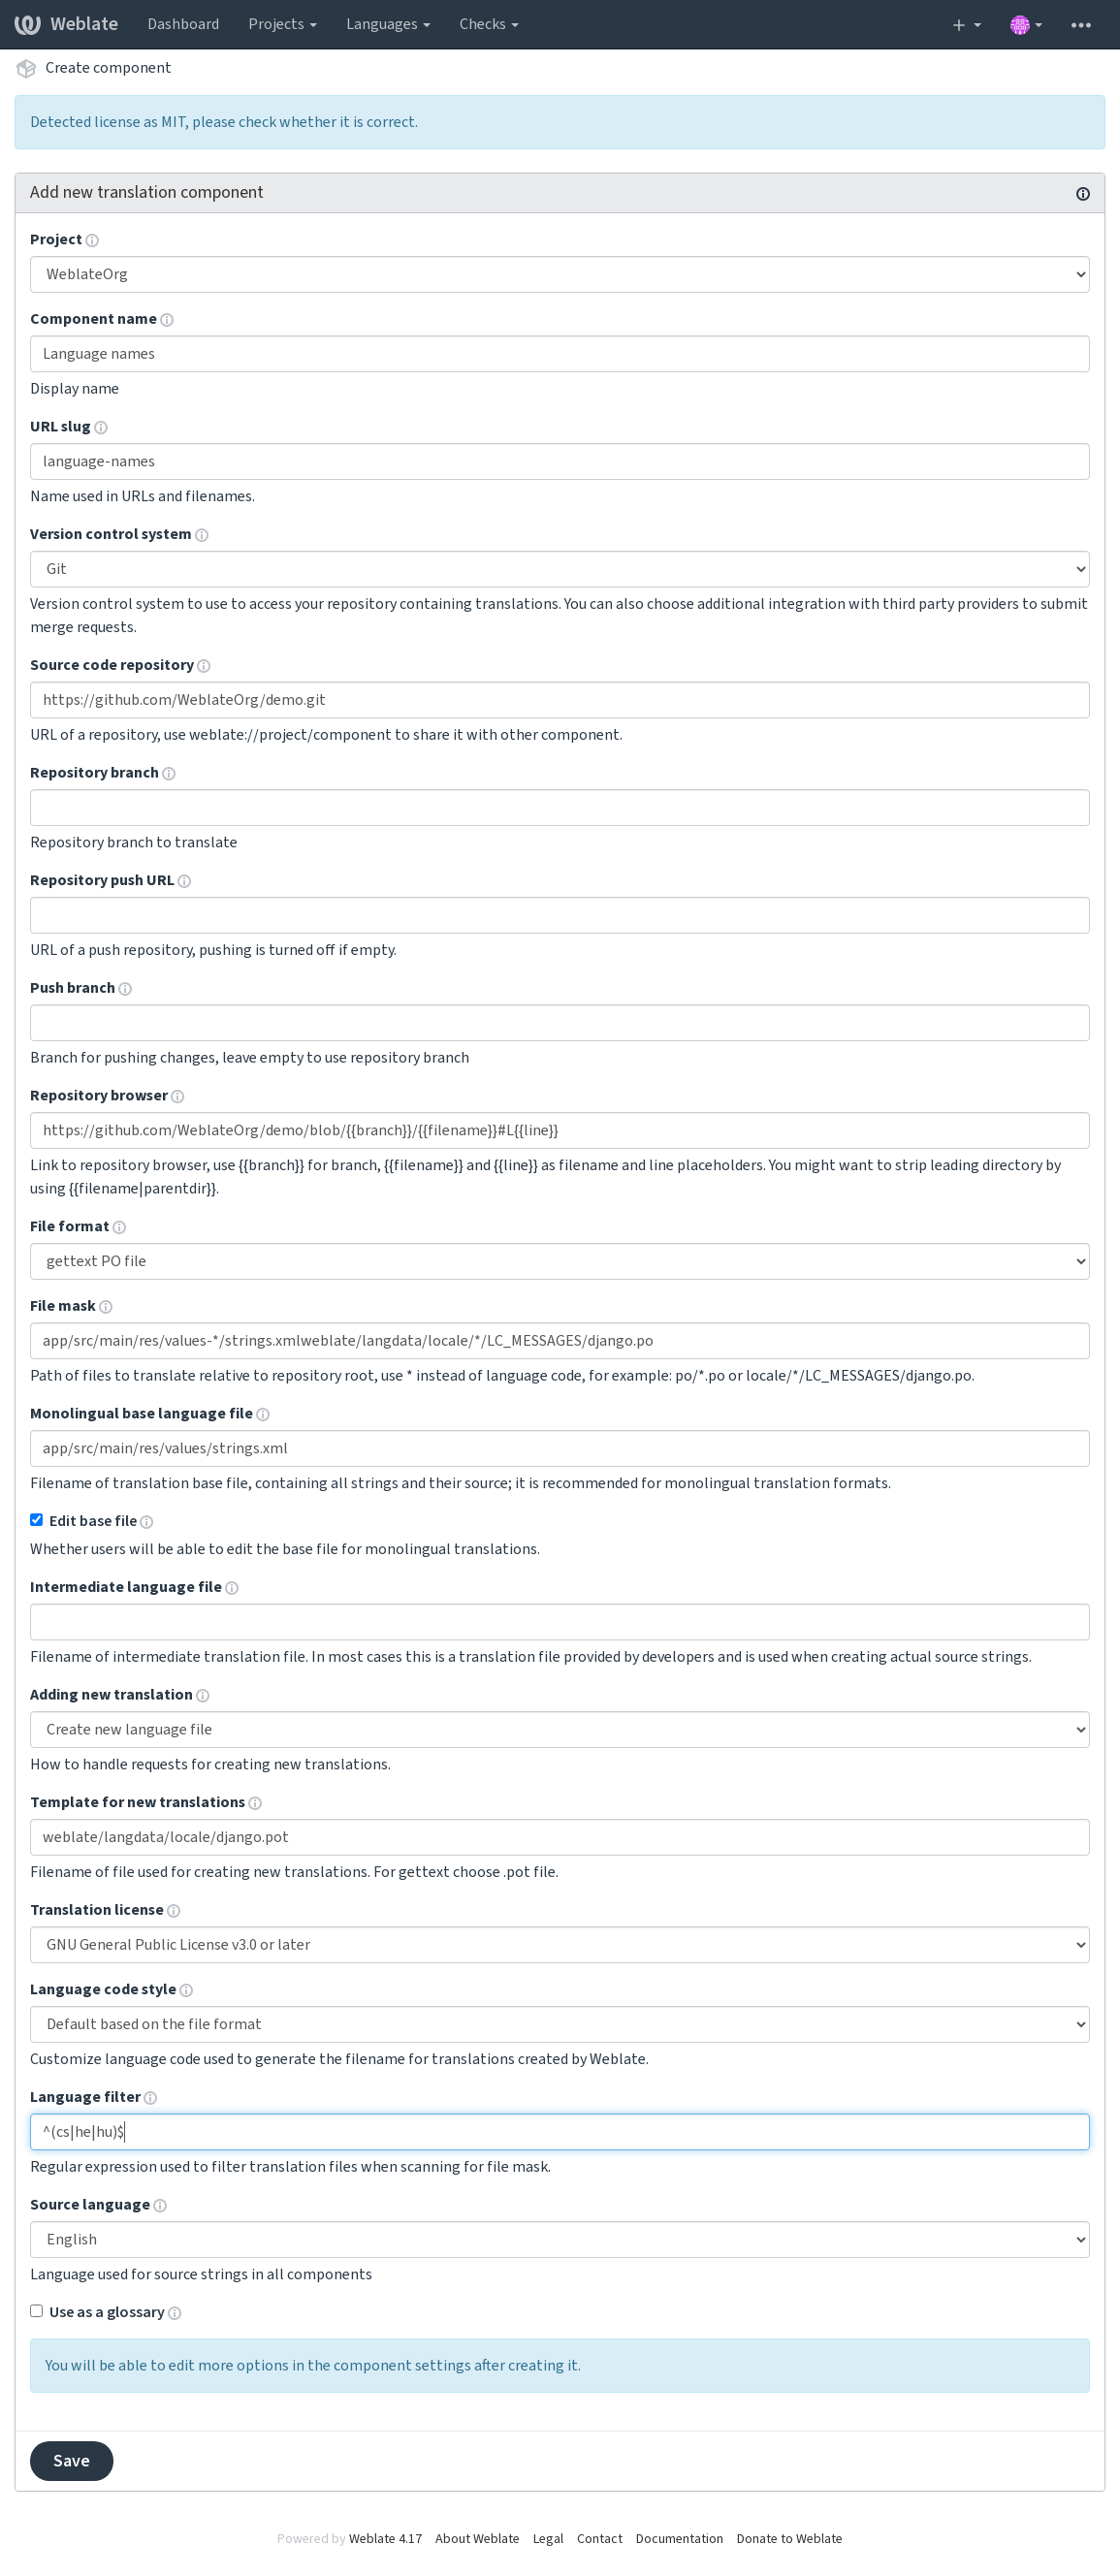 Weblate Dashboard Projects Languages Checks
Create component
Detected license as MIT, please check whether it is correct.
Add new translation component
Project
WeblateOrg
Component name
Language names
Display name
URL slug
language-names
Name used in URLs and filenames.
Version control system
Git
Version control system to use to access your repository containing translations. You can also choose additional integration with third party providers to submit
merge requests.
Source code repository
https://github.com/WeblateOrg/demo.git
URL of a repository, use weblate://project/component to share it with other component.
Repository branch
Repository branch to translate
Repository push URL
URL of a push repository, pushing is turned off if empty.
Push branch
Branch for pushing changes, leave empty to use repository branch
Repository browser
https://github.com/WeblateOrg/demo/blob/{{branch}}/{{filename}}#L{{line}}
Link to repository browser, use {{branch}} for branch, {{filename}} and {{line}} as filename and line placeholders. You might want to strip leading directory by
using {{filename|parentdir}}.
File format
gettext PO file
File mask
app/src/main/res/values-*/strings.xmlweblate/langdata/locale/*/LC_MESSAGES/django.po
Path of files to translate relative to repository root, use * instead of language code, for example: po/*.po or locale/*/LC_MESSAGES/django.po.
Monolingual base language file
app/src/main/res/values/strings.xml
Filename of translation base file, containing all strings and their source; it is recommended for monolingual translation formats.
Edit base file
Whether users will be able to edit the base file for monolingual translations.
Intermediate language file
Filename of intermediate translation file. In most cases this is a translation file provided by developers and is used when creating actual source strings.
Adding new translation
Create new language file
How to handle requests for creating new translations.
Template for new translations
weblate/langdata/locale/django.pot
Filename of file used for creating new translations. For gettext choose .pot file.
Translation license
GNU General Public License v3.0 or later
Language code style
Default based on the file format
Customize language code used to generate the filename for translations created by Weblate.
Language filter
^(cs|he|hu)$
Regular expression used to filter translation files when scanning for file mask.
Source language
English
Language used for source strings in all components
Use as a glossary
You will be able to edit more options in the component settings after creating it.
Save
Powered by Weblate 4.17 About Weblate Legal Contact Documentation Donate to Weblate